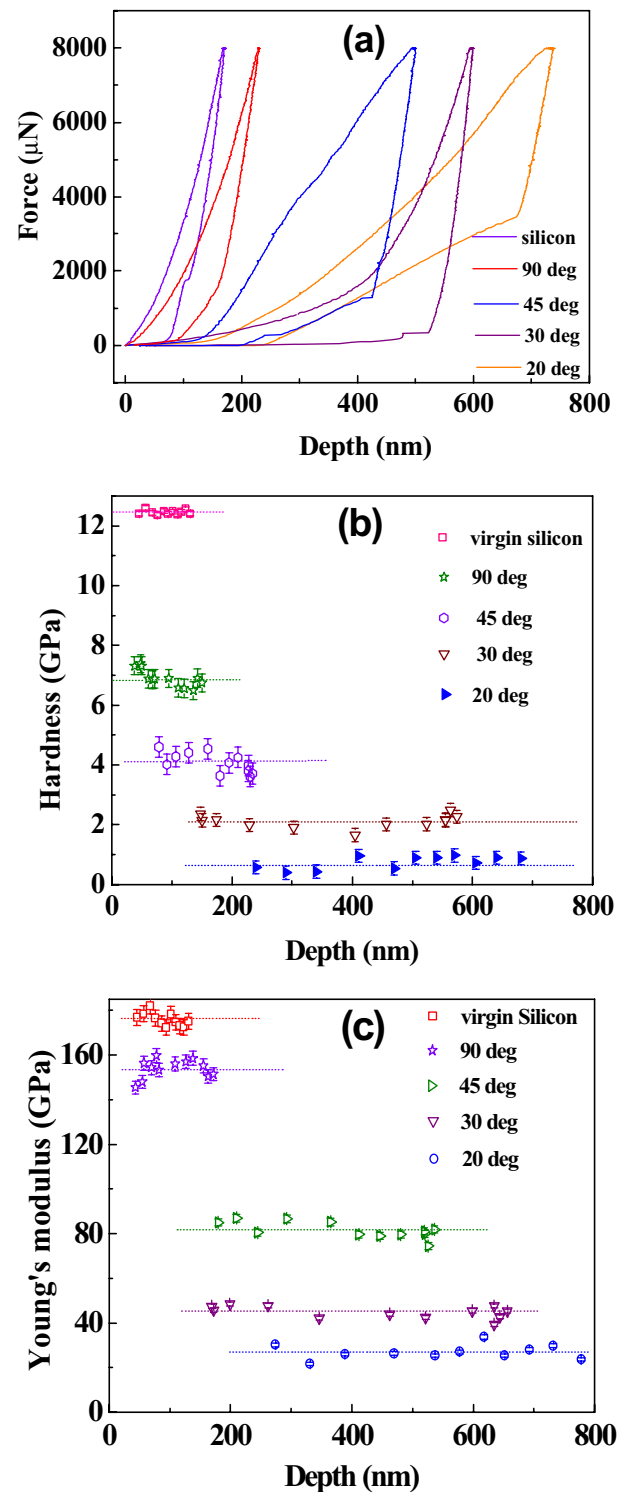 (a)
8000
6000
4000
2000
0
Force (μN)
silicon
90 deg
45 deg
30 deg
20 deg
0 200 400 600 800
Depth (nm)
(b)
12
10
8
6
4
2
0
Hardness (GPa)
virgin silicon
90 deg
45 deg
30 deg
20 deg
200 400 600 800
Depth (nm)
(c)
160
120
80
40
0
Young's modulus (GPa)
virgin Silicon
90 deg
45 deg
30 deg
20 deg
200 400 600 800
Depth (nm)